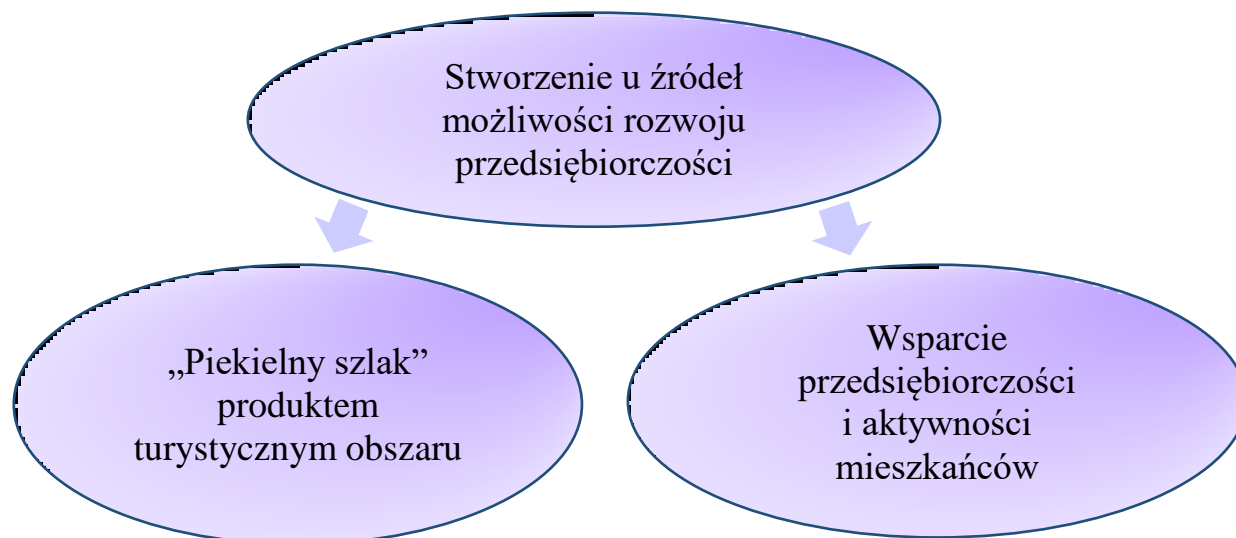 Stworzenie u źródeł
możliwości rozwoju
przedsiębiorczości
„Piekielny szlak”
produktem
turystycznym obszaru
Wsparcie
przedsiębiorczości
i aktywności
mieszkańców